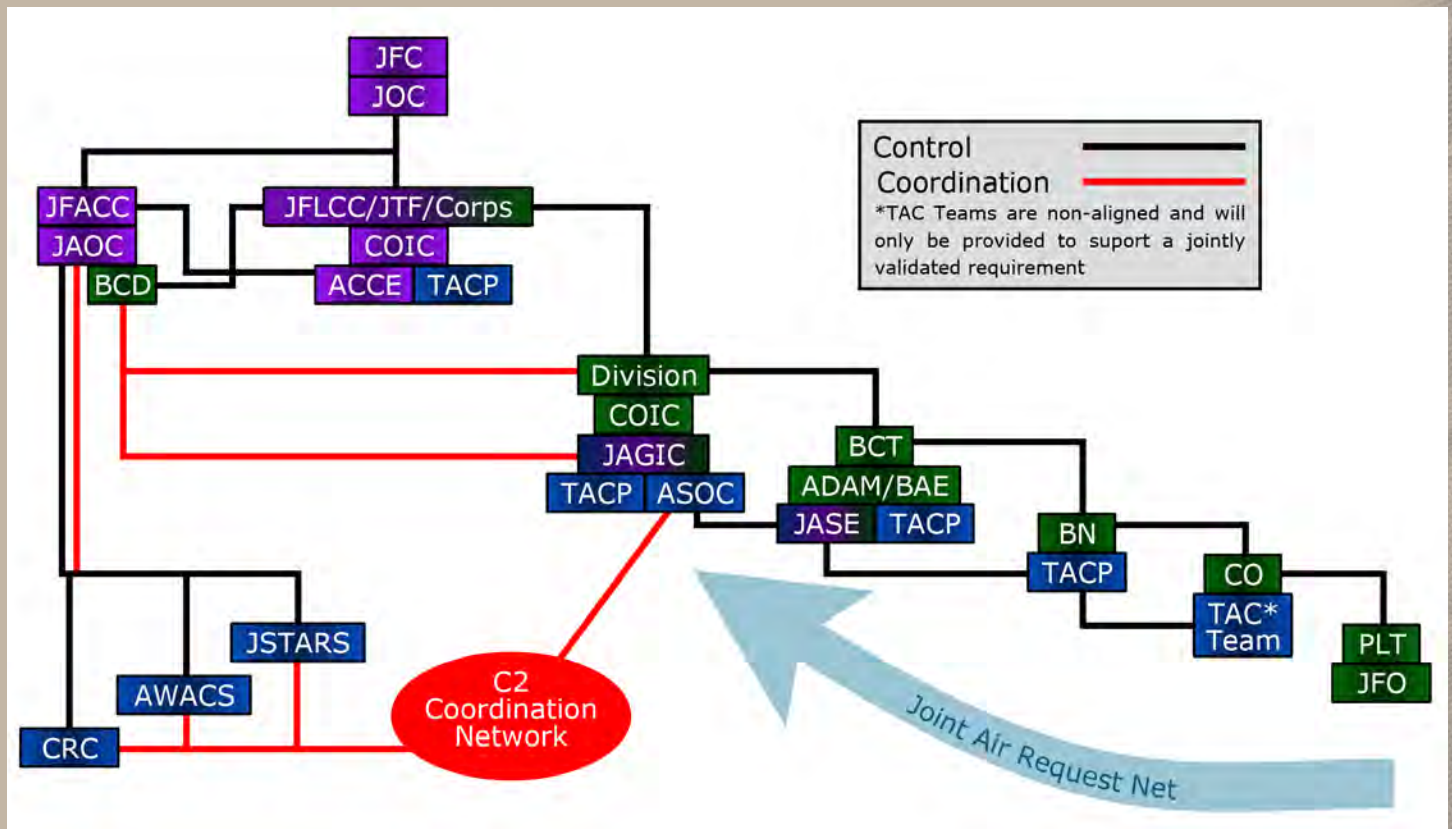 JFC
JOC
JFACC
JAOC
BCD
JFLCC/JTF/Corps
COIC
ACCE
TACP
Control
Coordination
*TAC Teams are non-aligned and will
only be provided to suport a jointly
validated requirement
Division
COIC
JAGIC
TACP
ASOC
BCT
ADAM/BAE
JASE
TACP
BN
TACP
CO
TAC*
Team
PLT
JFO
JSTARS
AWACS
CRC
C2
Coordination
Network
Joint Air Request Net